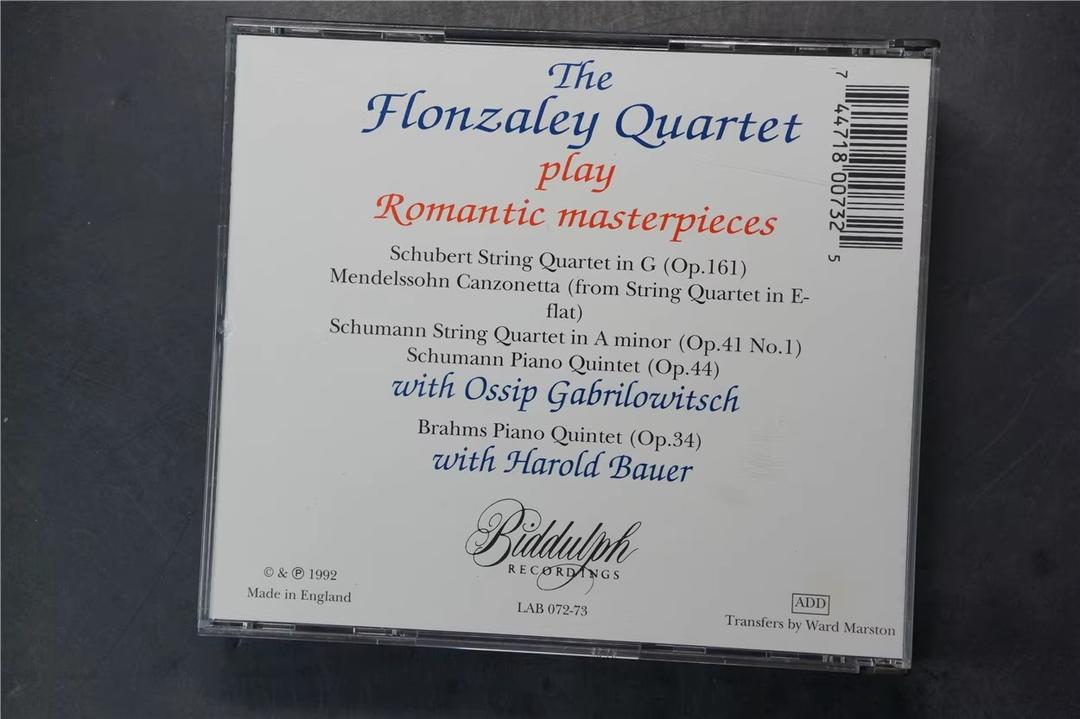 The
Flonzaley Quartet
play
Romantic masterpieces
Schubert String Quartet in G (Op.161)
Mendelssohn Canzonetta (from String Quartet in E-
flat)
Schumann String Quartet in A minor (Op.41 No.1)
Schumann Piano Quintet (Op.44)
with Ossip Gabrilowitsch
Brahms Piano Quintet (Op.34)
with Harold Bauer
Biddulph
RECORDINGS
LAB 072-73
© & ℗ 1992
Made in England
ADD
Transfers by Ward Marston
7 44718 00732 5